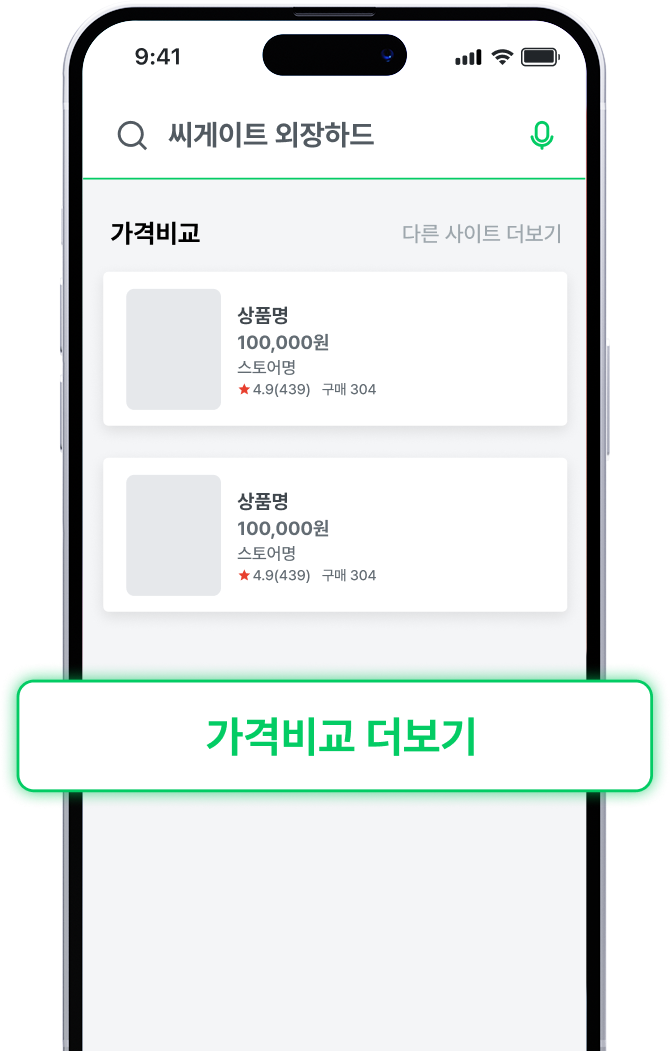 9:41
씨게이트 외장하드
가격비교 다른 사이트 더보기
상품명
100,000원
스토어명
★4.9(439) 구매 304
상품명
100,000원
스토어명
★4.9(439) 구매 304
가격비교 더보기